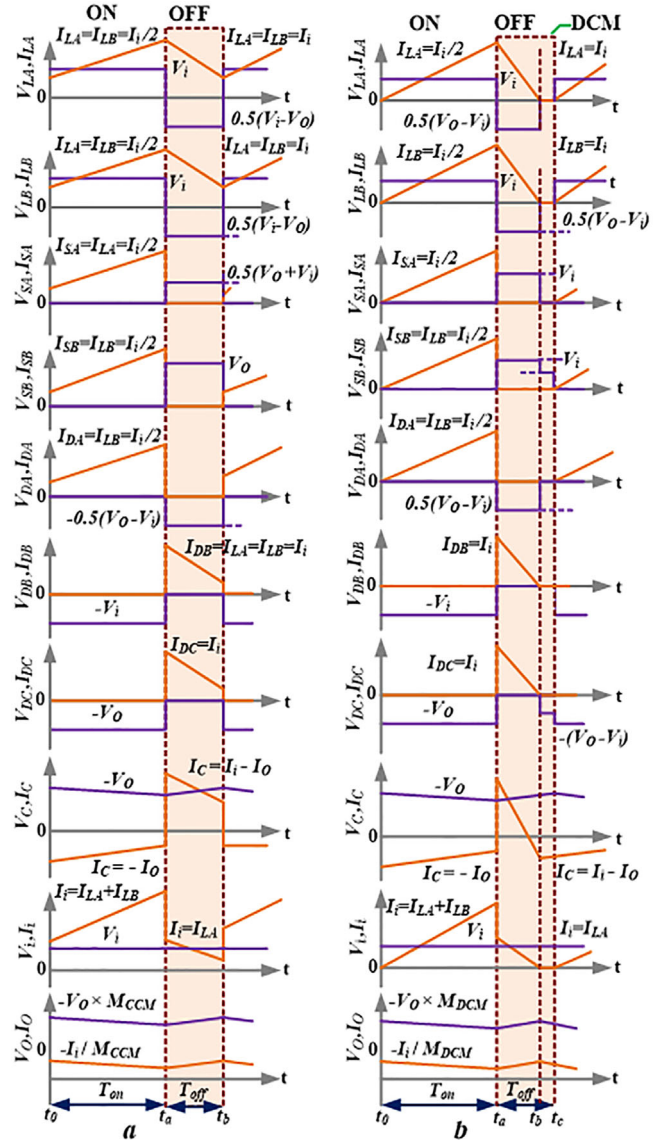 ON OFF
V_LA, I_LA
I_LA=I_LB=I_i/2
I_LA=I_LB=I_i
V_i
0
t
0.5(V_i-V_O)
V_LB, I_LB
I_LA=I_LB=I_i/2
I_LA=I_LB=I_i
V_i
0
t
0.5(V_i-V_O)
V_SA, I_SA
I_SA=I_LA=I_i/2
0.5(V_O+V_i)
0
t
V_SB, I_SB
I_SB=I_LB=I_i/2
V_O
0
t
V_DA, I_DA
I_DA=I_LB=I_i/2
0
t
-0.5(V_O-V_i)
V_DB, I_DB
I_DB=I_LA=I_LB=I_i
0
t
-V_i
V_DC, I_DC
I_DC=I_i
0
t
-V_O
V_C, I_C
I_C=I_i-I_O
-V_O
0
t
I_C=-I_O
V_i, I_i
I_i=I_LA+I_LB
V_i
I_i=I_LA
0
t
V_O, I_O
-V_O×M_CCM
0
-I_i/M_CCM
t
T_on T_off
t_0 t_a t_b
a
ON OFF DCM
V_LA, I_LA
I_LA=I_i/2
I_LA=I_i
V_i
0
t
0.5(V_O-V_i)
V_LB, I_LB
I_LB=I_i/2
I_LB=I_i
V_i
0
t
0.5(V_O-V_i)
V_SA, I_SA
I_SA=I_i/2
V_i
0
t
V_SB, I_SB
I_SB=I_LB=I_i/2
V_i
0
t
V_DA, I_DA
I_DA=I_LB=I_i/2
0
t
0.5(V_O-V_i)
V_DB, I_DB
I_DB=I_i
0
t
-V_i
V_DC, I_DC
I_DC=I_i
0
t
-V_O
-(V_O-V_i)
V_C, I_C
-V_O
0
t
I_C=-I_O
I_C=I_i-I_O
V_i, I_i
I_i=I_LA+I_LB
V_i
I_i=I_LA
0
t
V_O, I_O
-V_O×M_DCM
0
-I_i/M_DCM
t
T_on T_off
t_0 t_a t_b t_c
b